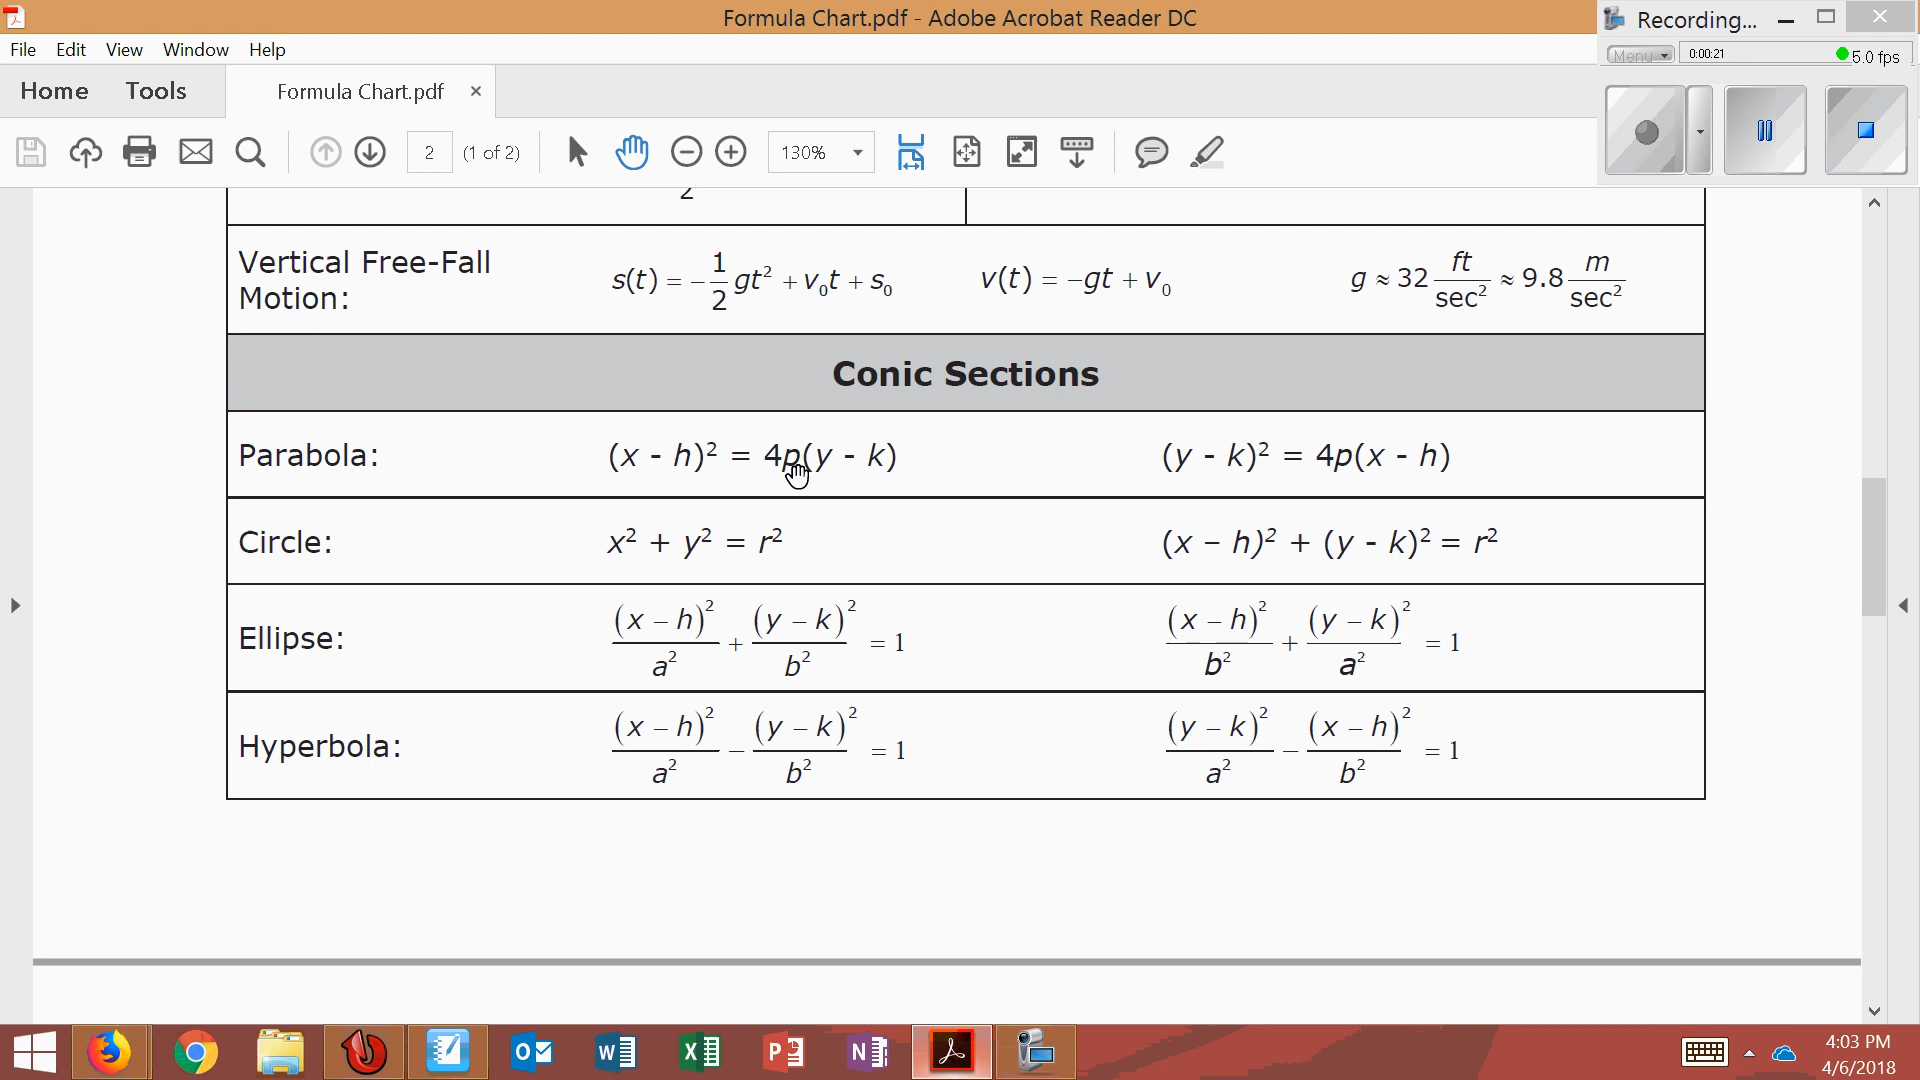 Formula Chart.pdf - Adobe Acrobat Reader DC
Recording...
File Edit View Window Help
Menu 0:00:21 5.0 fps
Home Tools Formula Chart.pdf ×
2 (1 of 2) 130%
2
Vertical Free-Fall
Motion:
s(t) = −1/2 gt² + v₀t + s₀ v(t) = −gt + v₀ g ≈ 32 ft/sec² ≈ 9.8 m/sec²
Conic Sections
Parabola: (x - h)² = 4p(y - k) (y - k)² = 4p(x - h)
Circle: x² + y² = r² (x − h)² + (y - k)² = r²
Ellipse: (x − h)²/a² + (y − k)²/b² = 1 (x − h)²/b² + (y − k)²/a² = 1
Hyperbola: (x − h)²/a² − (y − k)²/b² = 1 (y − k)²/a² − (x − h)²/b² = 1
4:03 PM
4/6/2018